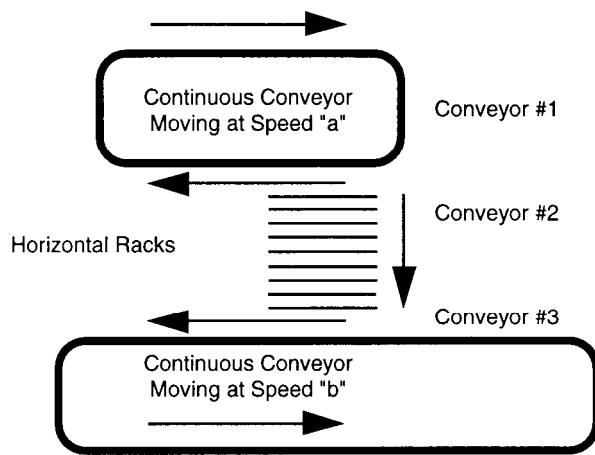 Continuous Conveyor
Moving at Speed "a"
Conveyor #1
Conveyor #2
Horizontal Racks
Conveyor #3
Continuous Conveyor
Moving at Speed "b"